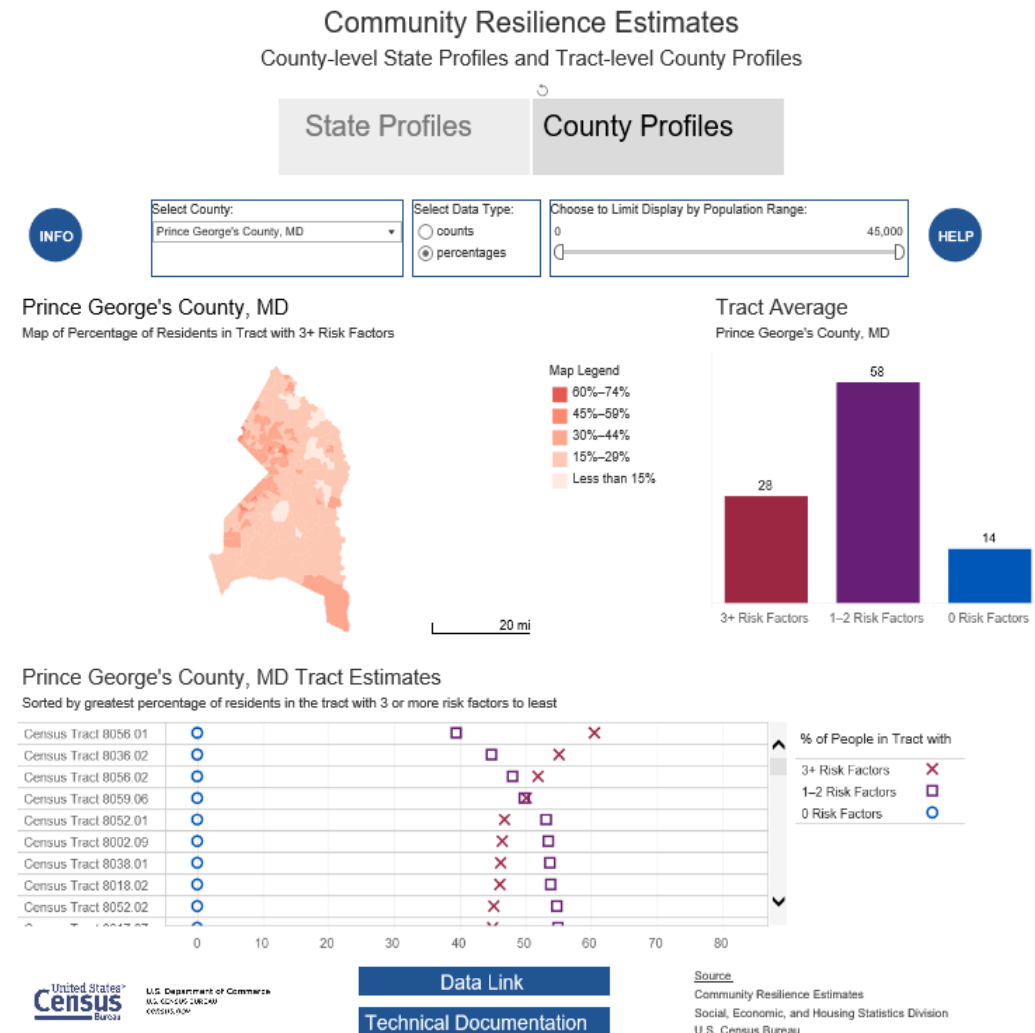 Community Resilience Estimates
County-level State Profiles and Tract-level County Profiles
State Profiles
County Profiles
INFO
Select County:
Prince George's County, MD
Select Data Type:
counts
percentages
Choose to Limit Display by Population Range:
0
45,000
HELP
Prince George's County, MD
Map of Percentage of Residents in Tract with 3+ Risk Factors
Map Legend
60%–74%
45%–59%
30%–44%
15%–29%
Less than 15%
20 mi
Tract Average
Prince George's County, MD
58
28
14
3+ Risk Factors
1–2 Risk Factors
0 Risk Factors
Prince George's County, MD Tract Estimates
Sorted by greatest percentage of residents in the tract with 3 or more risk factors to least
Census Tract 8056.01
Census Tract 8036.02
Census Tract 8056.02
Census Tract 8059.06
Census Tract 8052.01
Census Tract 8002.09
Census Tract 8038.01
Census Tract 8018.02
Census Tract 8052.02
0 10 20 30 40 50 60 70 80
% of People in Tract with
3+ Risk Factors
1–2 Risk Factors
0 Risk Factors
United States®
Census
Bureau
U.S. Department of Commerce
U.S. CENSUS BUREAU
census.gov
Data Link
Technical Documentation
Source
Community Resilience Estimates
Social, Economic, and Housing Statistics Division
U.S. Census Bureau